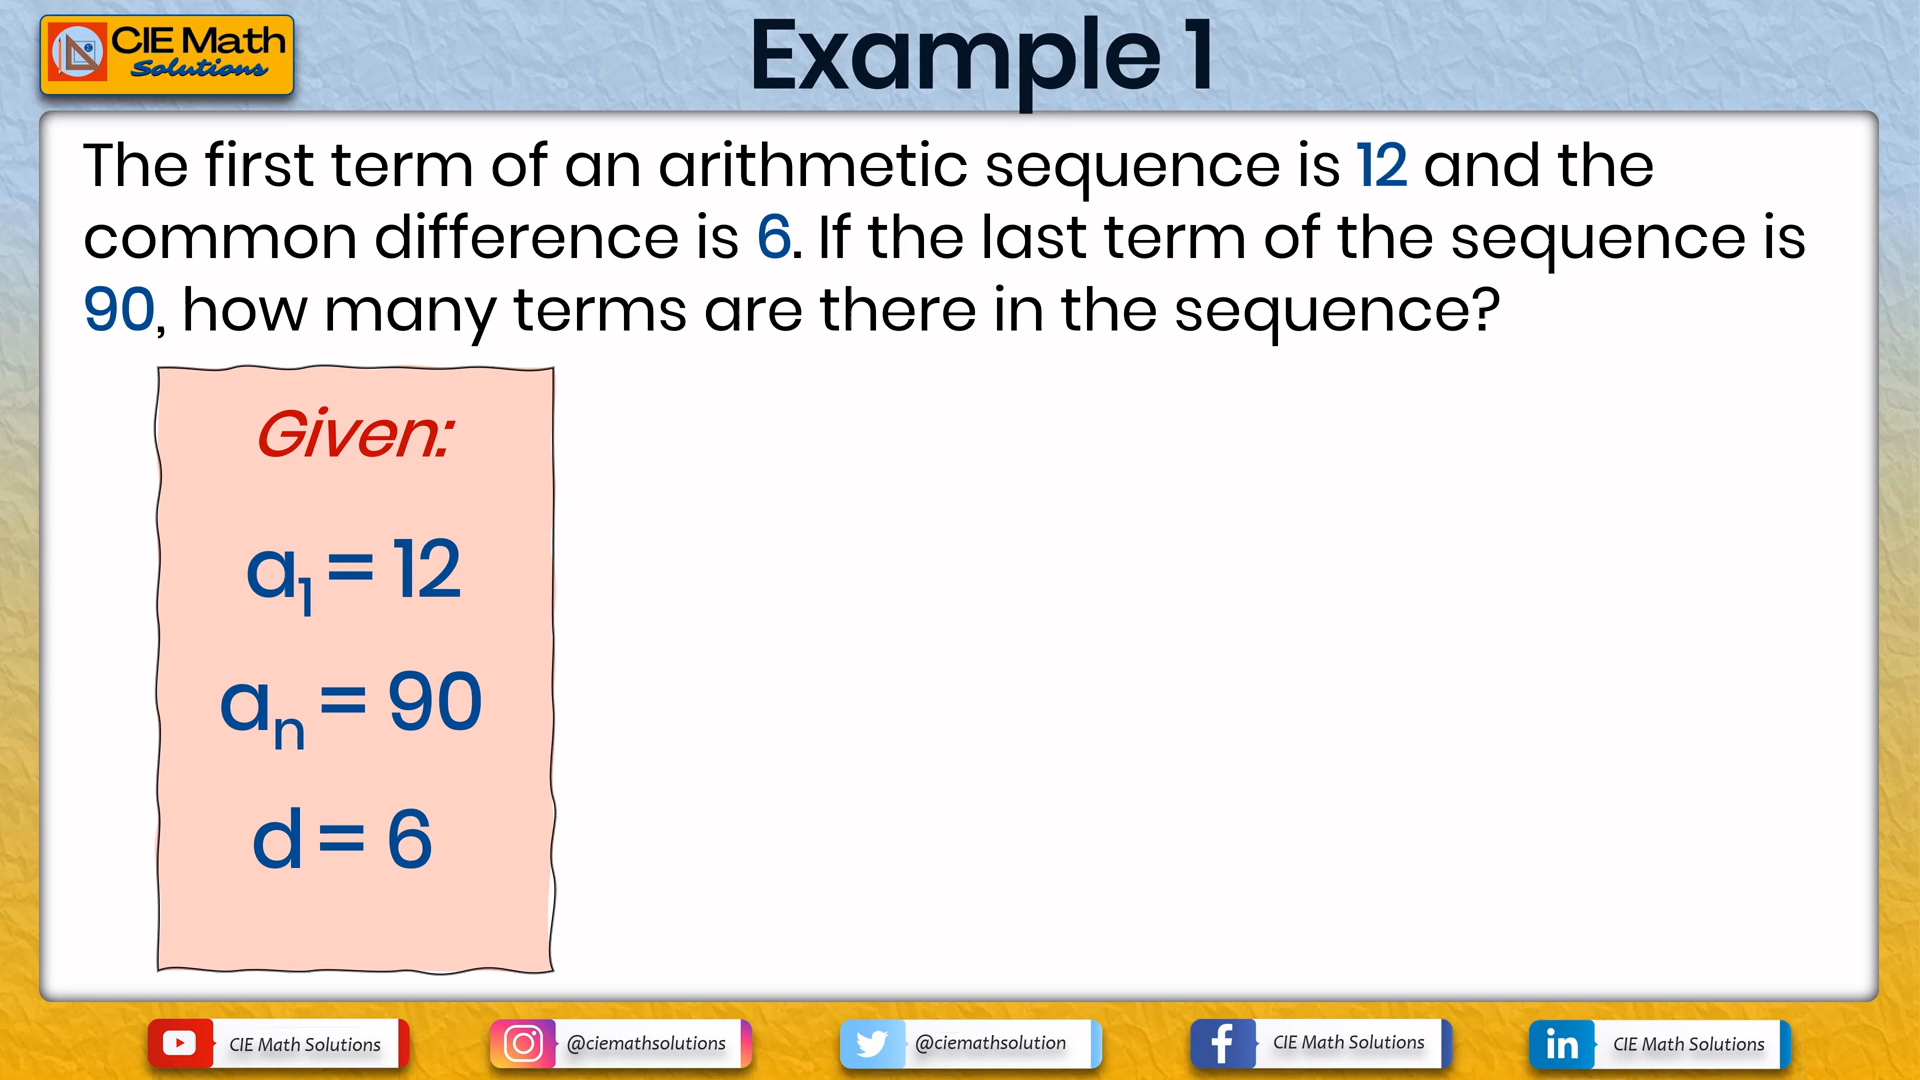 CIE Math
Solutions
Example 1
The first term of an arithmetic sequence is 12 and the
common difference is 6. If the last term of the sequence is
90, how many terms are there in the sequence?
Given:
a₁ = 12
aₙ = 90
d = 6
CIE Math Solutions
@ciemathsolutions
@ciemathsolution
CIE Math Solutions
CIE Math Solutions